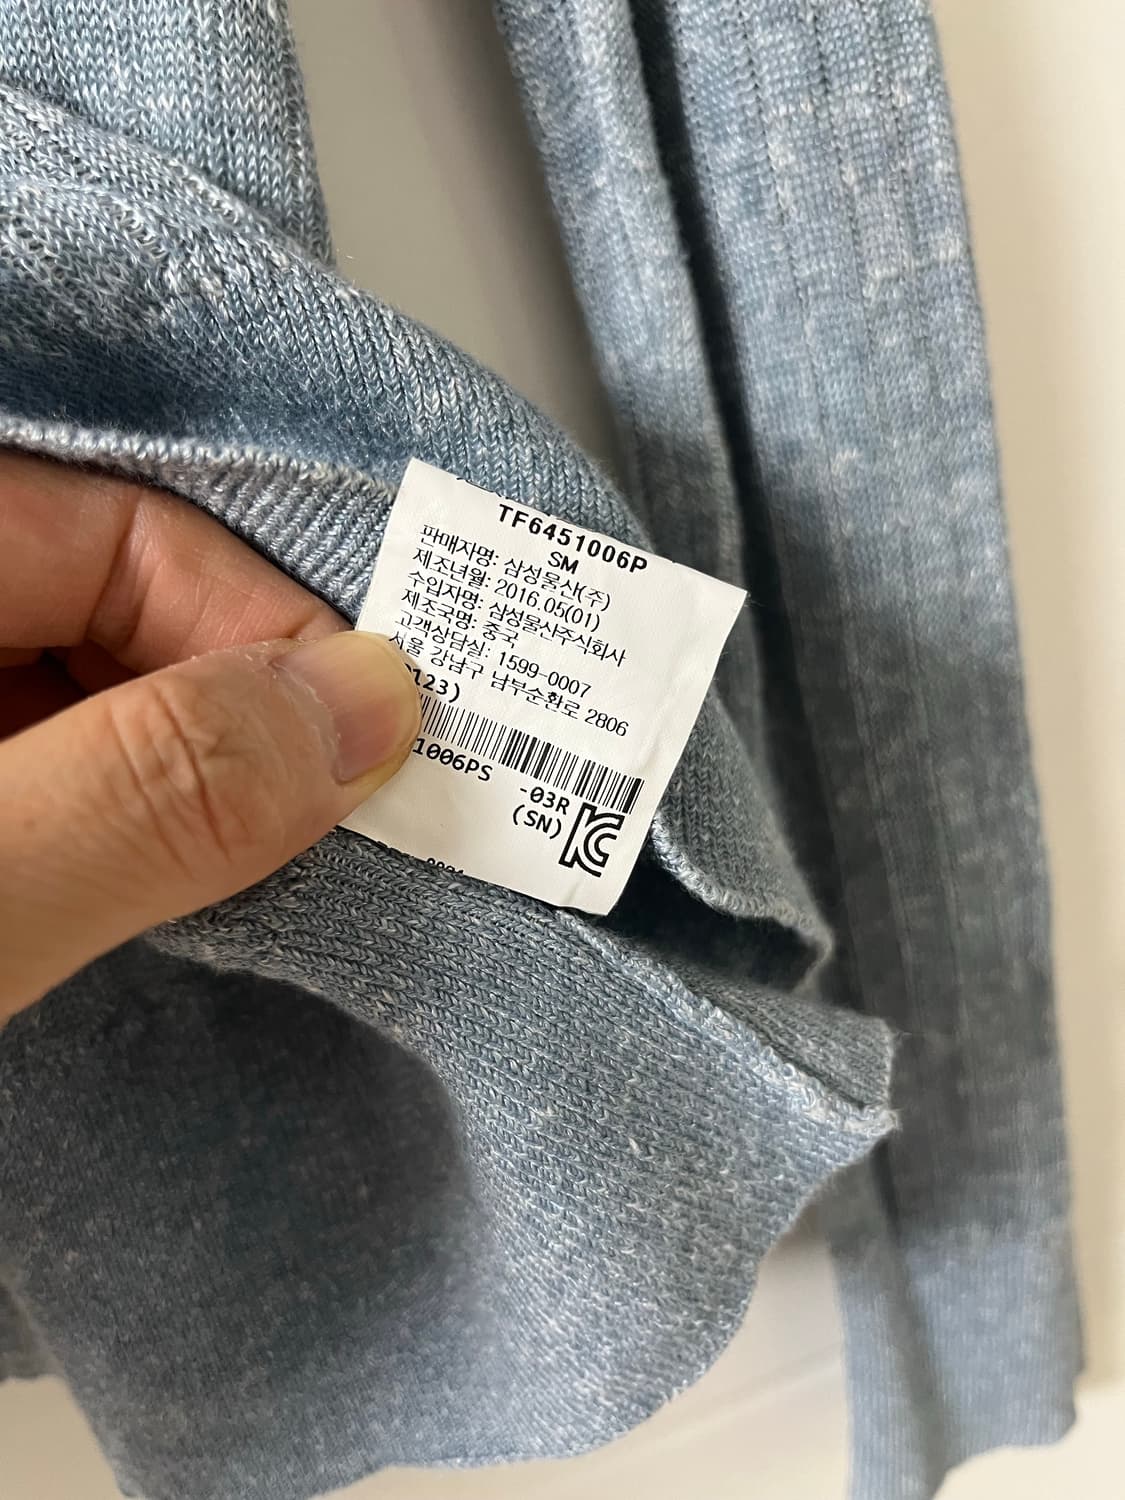 TF6451006P
SM
판매자명: 삼성물산(주)
제조년월: 2016.05(01)
수입자명: 삼성물산주식회사
제조국명: 중국
고객상담실: 1599-0007
서울 강남구 남부순환로 2806
123)
1006PS
-03R
(SN)